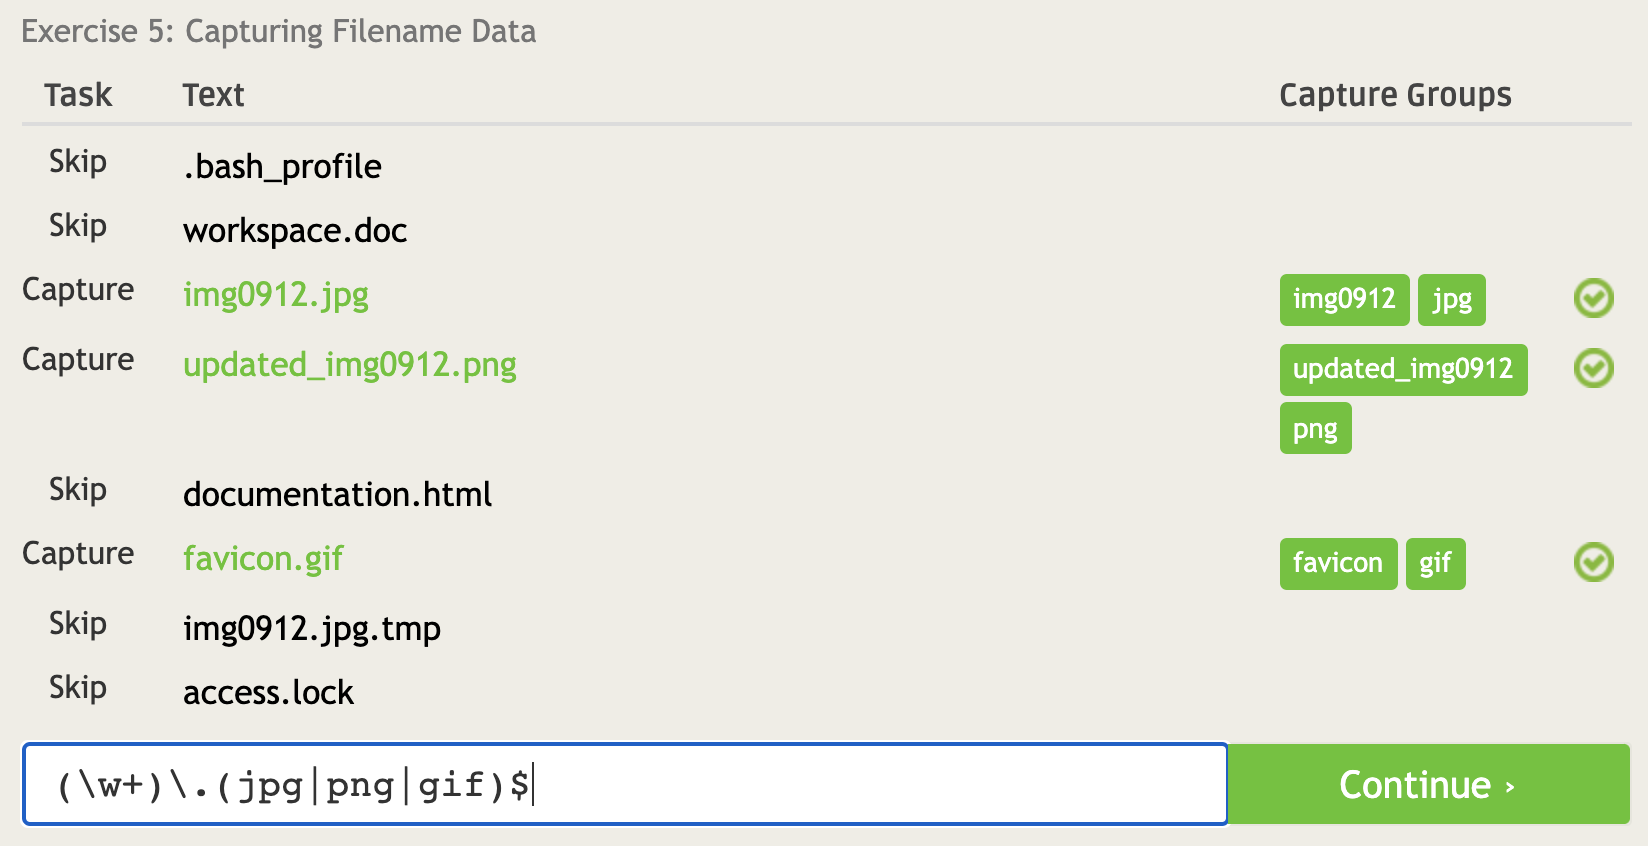 Exercise 5: Capturing Filename Data
Task Text Capture Groups
Skip .bash_profile
Skip workspace.doc
Capture img0912.jpg img0912 jpg
Capture updated_img0912.png updated_img0912
png
Skip documentation.html
Capture favicon.gif favicon gif
Skip img0912.jpg.tmp
Skip access.lock
(\w+)\.(jpg|png|gif)$ Continue ›